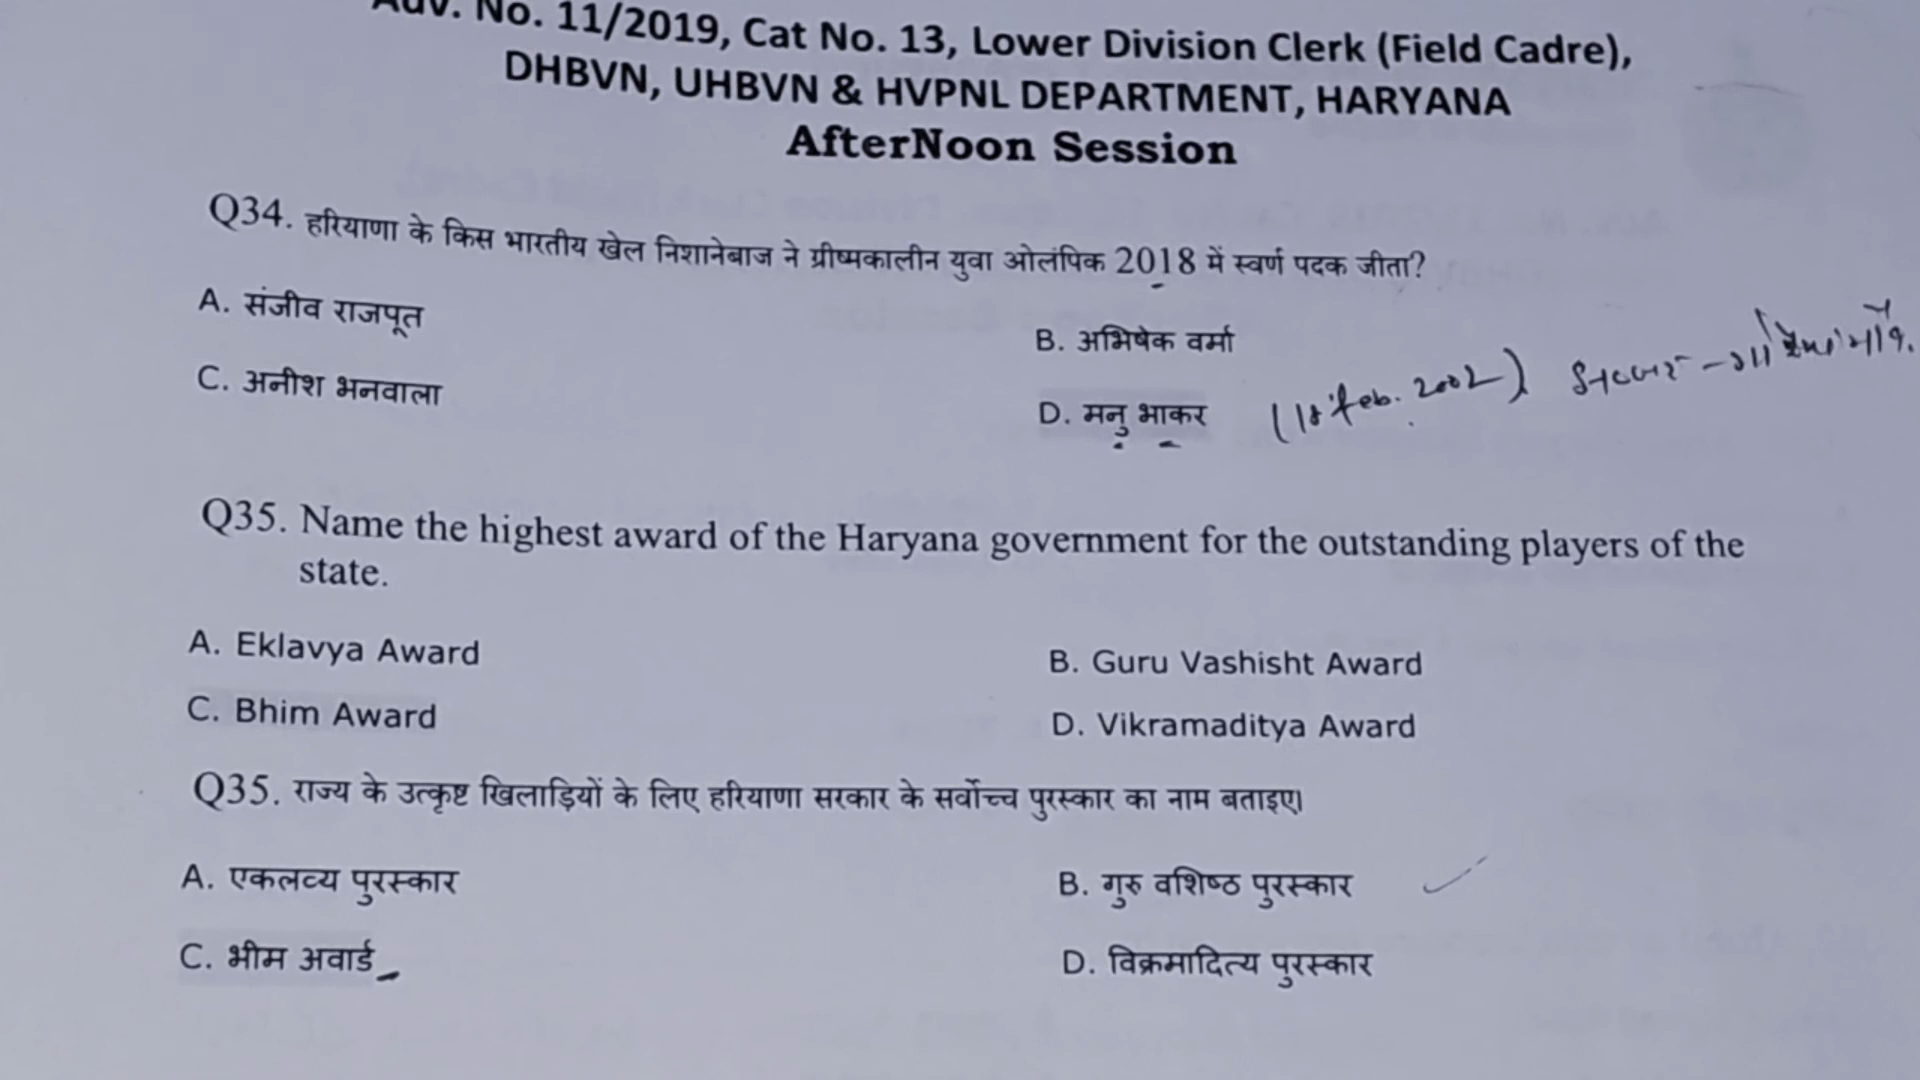 Adv. No. 11/2019, Cat No. 13, Lower Division Clerk (Field Cadre),
DHBVN, UHBVN & HVPNL DEPARTMENT, HARYANA
AfterNoon Session
Q34. हरियाणा के किस भारतीय खेल निशानेबाज ने ग्रीष्मकालीन युवा ओलंपिक 2018 में स्वर्ण पदक जीता?
A. संजीव राजपूत
B. अभिषेक वर्मा
C. अनीश भनवाला
D. मनु भाकर (18 feb. 2002)
Q35. Name the highest award of the Haryana government for the outstanding players of the
state.
A. Eklavya Award
B. Guru Vashisht Award
C. Bhim Award
D. Vikramaditya Award
Q35. राज्य के उत्कृष्ट खिलाड़ियों के लिए हरियाणा सरकार के सर्वोच्च पुरस्कार का नाम बताइए।
A. एकलव्य पुरस्कार
B. गुरु वशिष्ठ पुरस्कार
C. भीम अवार्ड
D. विक्रमादित्य पुरस्कार